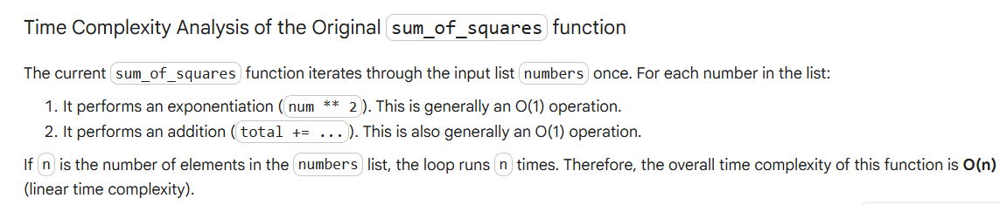 Time Complexity Analysis of the Original sum_of_squares function
The current sum_of_squares function iterates through the input list numbers once. For each number in the list:
1. It performs an exponentiation (num ** 2). This is generally an O(1) operation.
2. It performs an addition (total += ...). This is also generally an O(1) operation.
If n is the number of elements in the numbers list, the loop runs n times. Therefore, the overall time complexity of this function is O(n)
(linear time complexity).